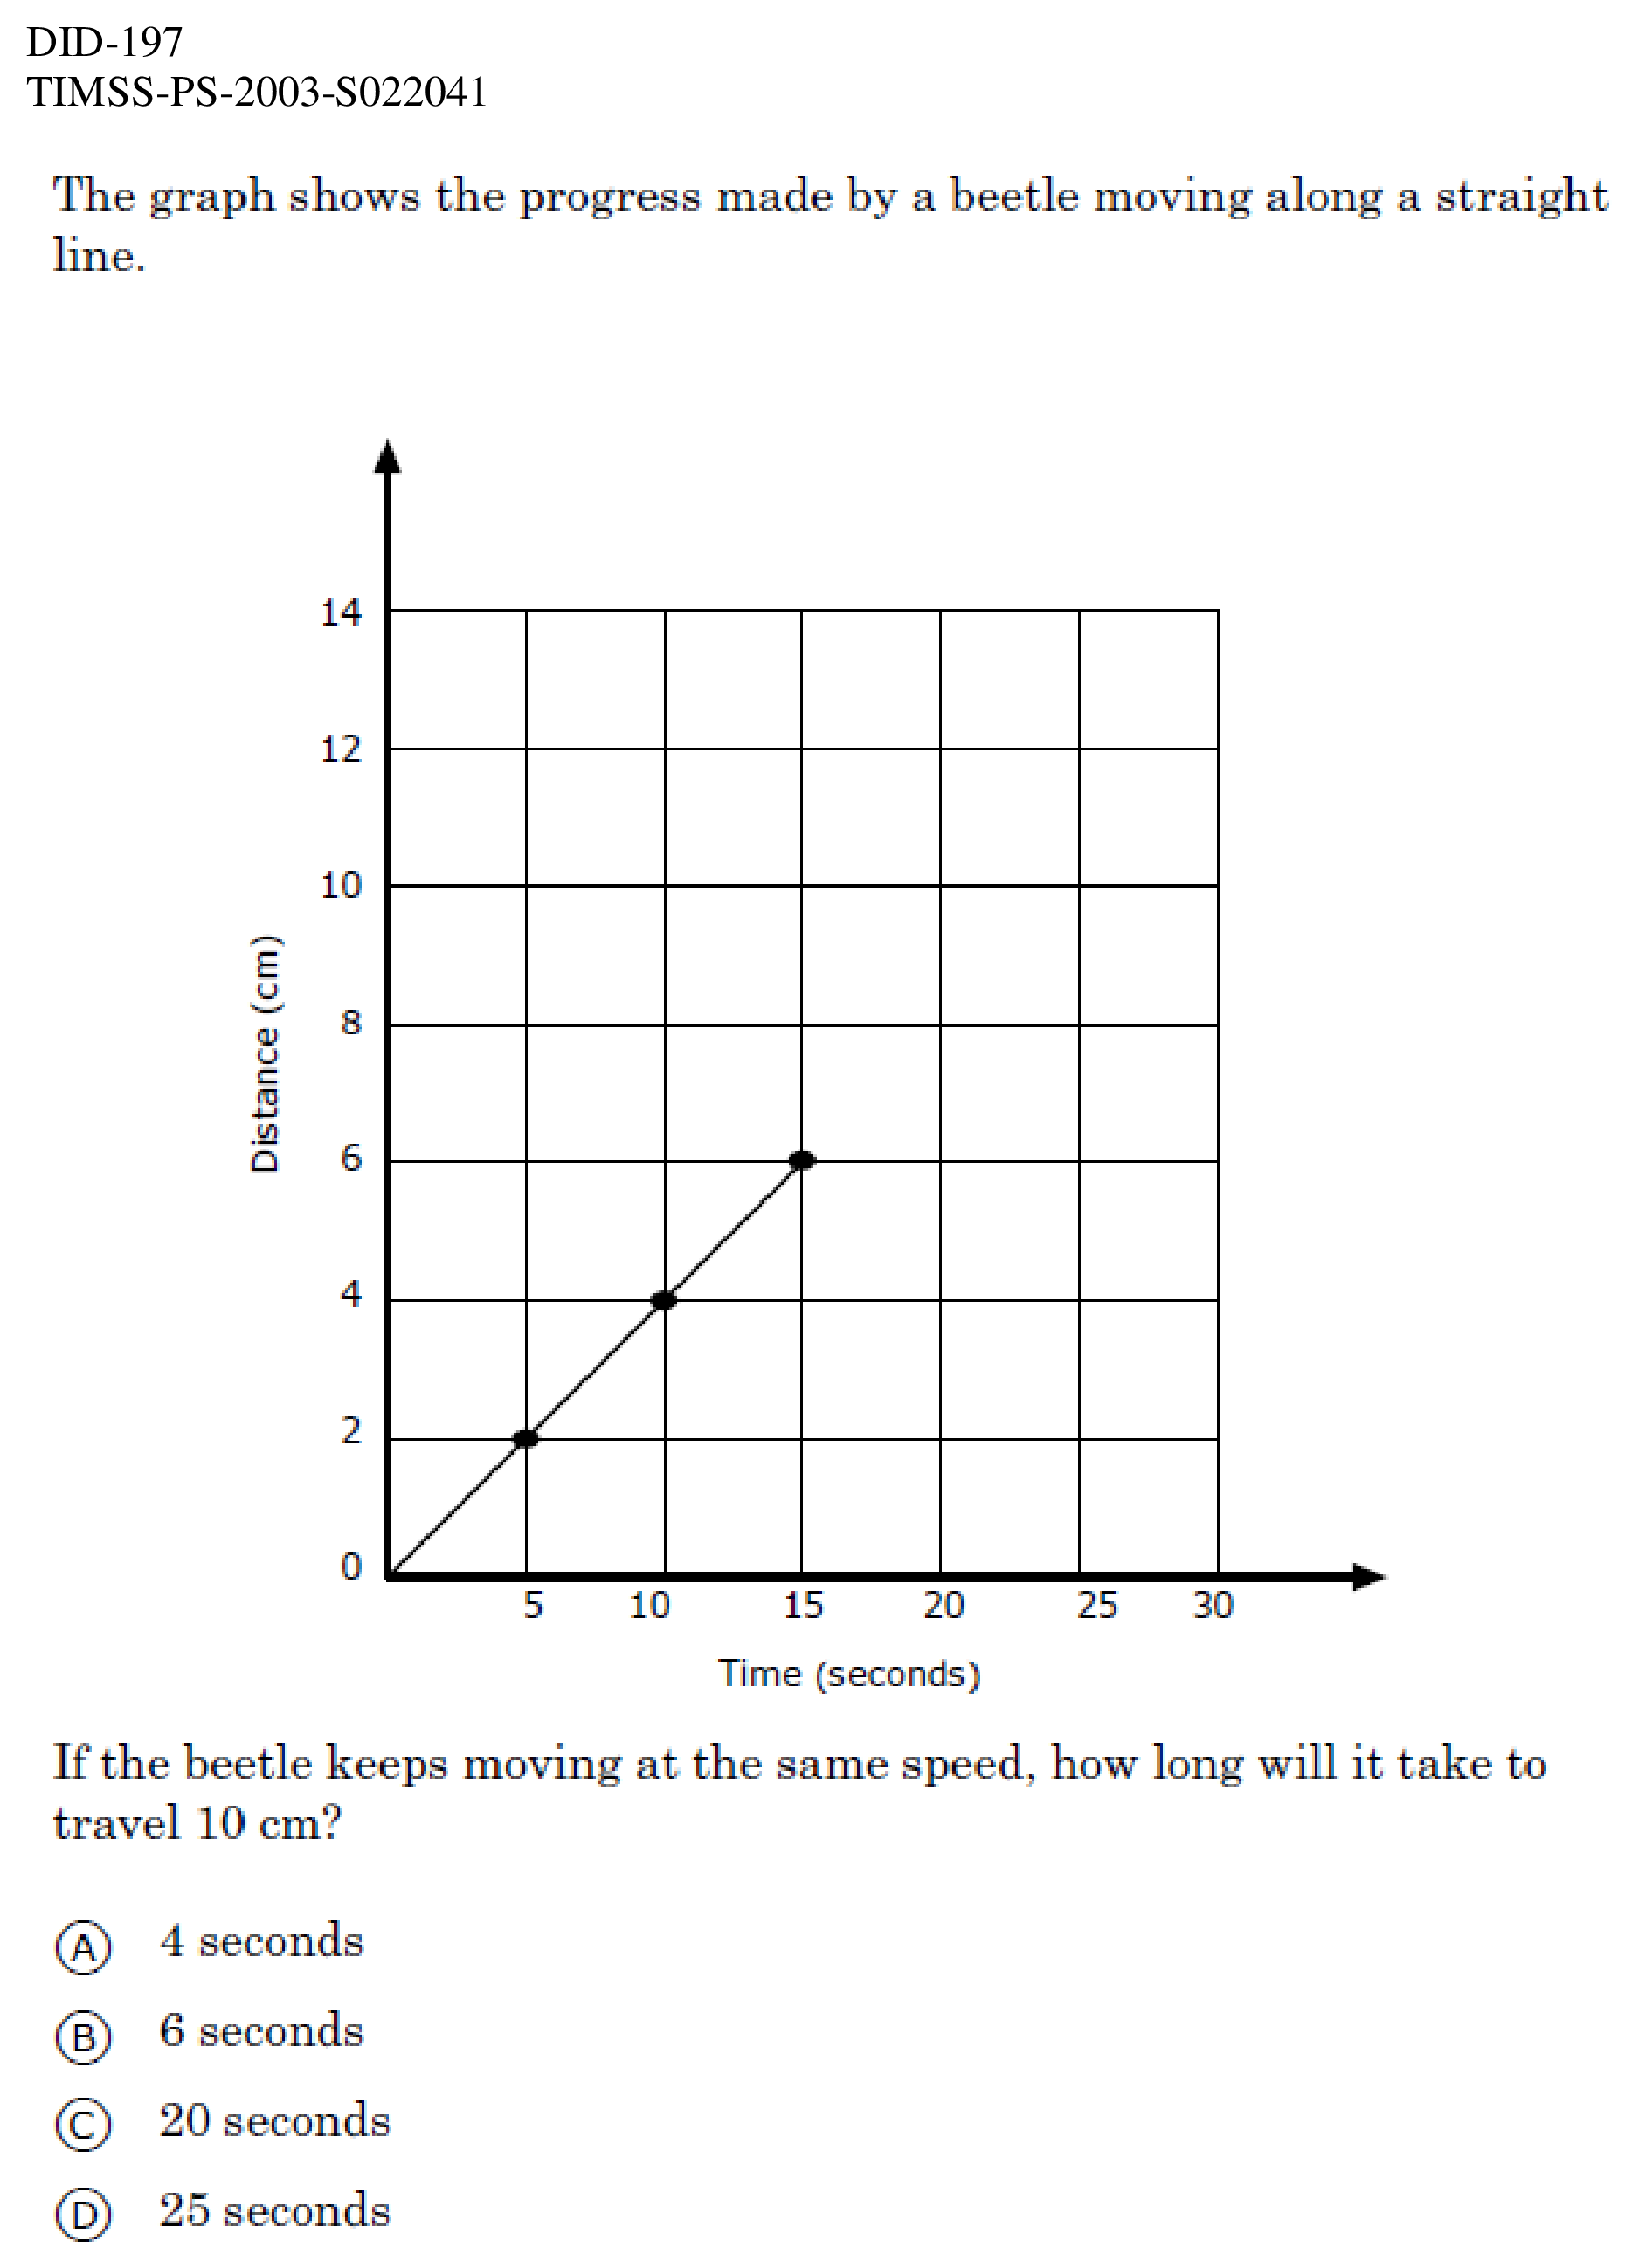 DID-197
TIMSS-PS-2003-S022041
The graph shows the progress made by a beetle moving along a straight
line.
14
12
10
8
6
4
2
0
Distance (cm)
5 10 15 20 25 30
Time (seconds)
If the beetle keeps moving at the same speed, how long will it take to
travel 10 cm?
A 4 seconds
B 6 seconds
C 20 seconds
D 25 seconds